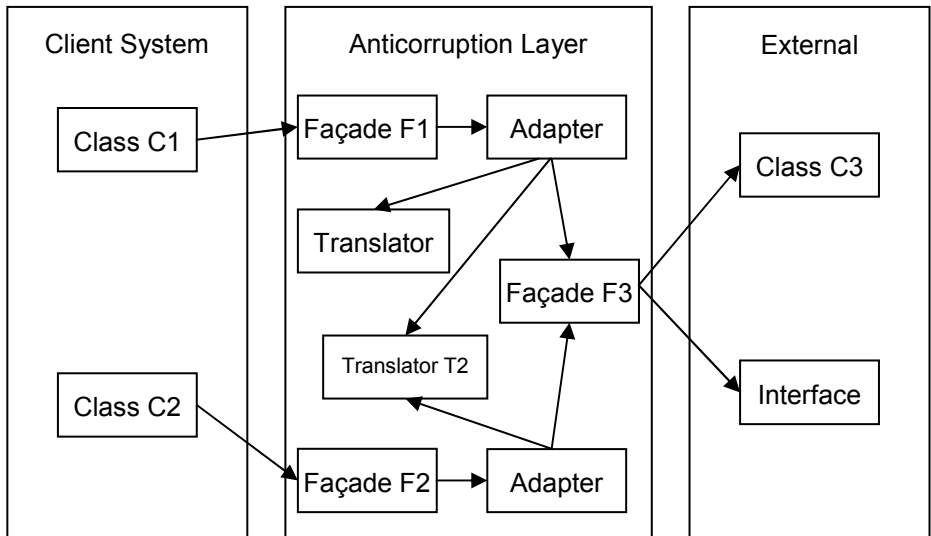 Client System
Anticorruption Layer
External
Class C1
Façade F1
Adapter
Class C3
Translator
Façade F3
Translator T2
Class C2
Interface
Façade F2
Adapter